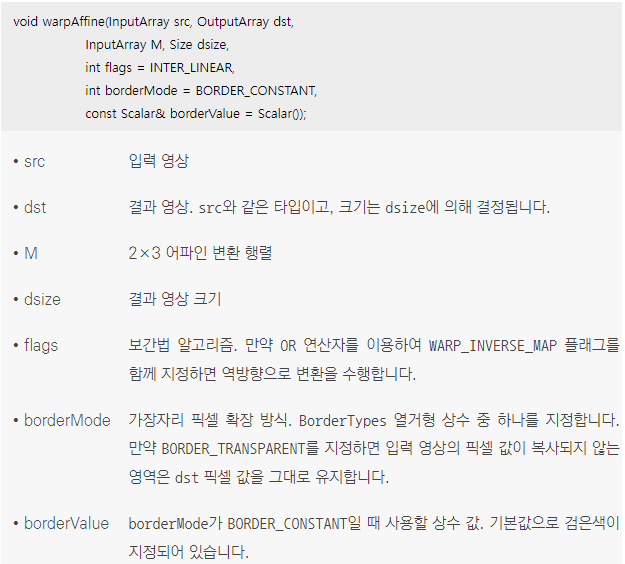 void warpAffine(InputArray src, OutputArray dst,
InputArray M, Size dsize,
int flags = INTER_LINEAR,
int borderMode = BORDER_CONSTANT,
const Scalar& borderValue = Scalar());
• src 입력 영상
• dst 결과 영상. src와 같은 타입이고, 크기는 dsize에 의해 결정됩니다.
• M 2×3 어파인 변환 행렬
• dsize 결과 영상 크기
• flags 보간법 알고리즘. 만약 OR 연산자를 이용하여 WARP_INVERSE_MAP 플래그를
함께 지정하면 역방향으로 변환을 수행합니다.
• borderMode 가장자리 픽셀 확장 방식. BorderTypes 열거형 상수 중 하나를 지정합니다.
만약 BORDER_TRANSPARENT를 지정하면 입력 영상의 픽셀 값이 복사되지 않는
영역은 dst 픽셀 값을 그대로 유지합니다.
• borderValue borderMode가 BORDER_CONSTANT일 때 사용할 상수 값. 기본값으로 검은색이
지정되어 있습니다.